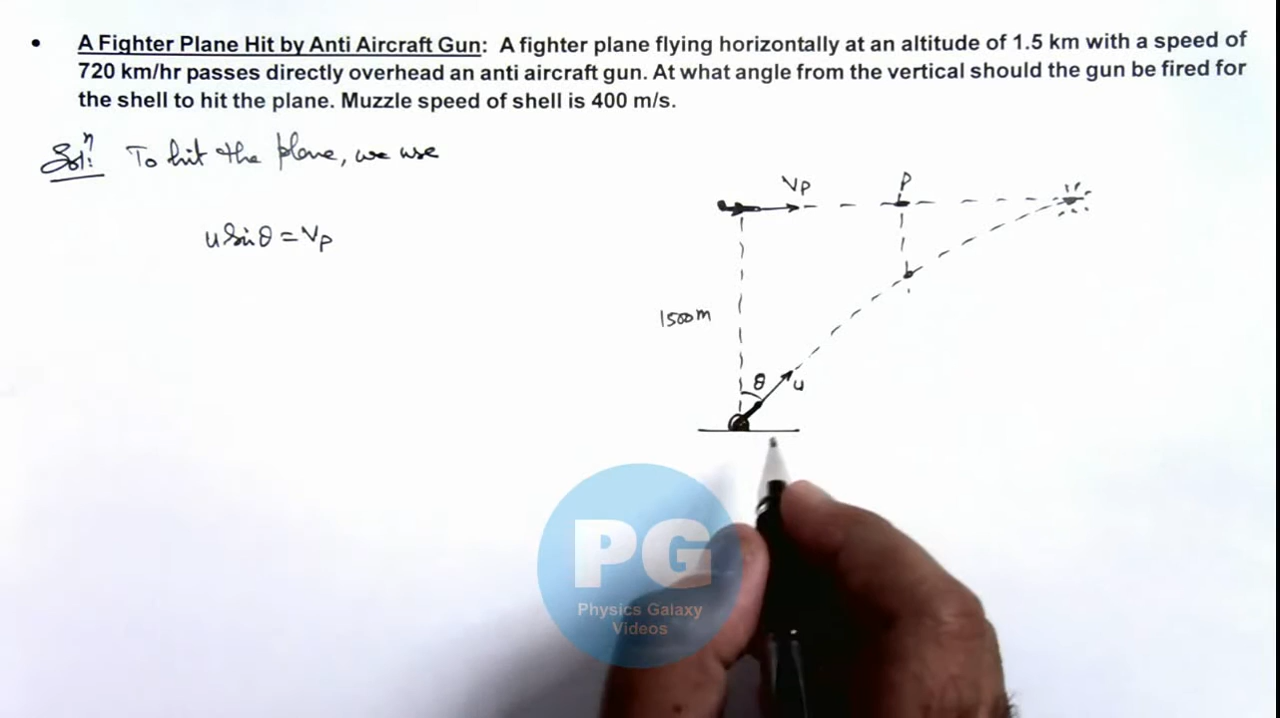 • A Fighter Plane Hit by Anti Aircraft Gun: A fighter plane flying horizontally at an altitude of 1.5 km with a speed of
720 km/hr passes directly overhead an anti aircraft gun. At what angle from the vertical should the gun be fired for
the shell to hit the plane. Muzzle speed of shell is 400 m/s.
Solⁿ: To hit the plane, we use
u sinθ = VP
VP
P
1500m
θ
u
PG
Physics Galaxy
Videos